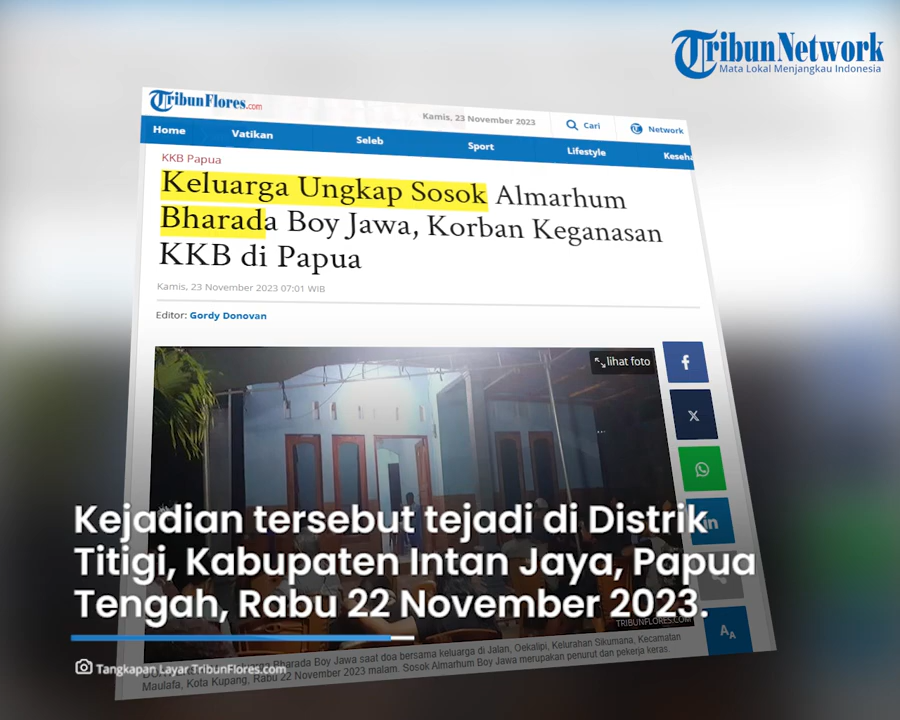 TribunNetwork
Mata Lokal Menjangkau Indonesia
TribunFlores.com
Kamis, 23 November 2023
Cari
Network
Home Vatikan Seleb Sport Lifestyle Keseha
KKB Papua
Keluarga Ungkap Sosok Almarhum
Bharada Boy Jawa, Korban Keganasan
KKB di Papua
Kamis, 23 November 2023 07:01 WIB
Editor: Gordy Donovan
lihat foto
Kejadian tersebut tejadi di Distrik
Titigi, Kabupaten Intan Jaya, Papua
Tengah, Rabu 22 November 2023.
TRIBUNFLORES.COM
AA
Tangkapan Layar TribunFlores.com
Bharada Boy Jawa saat doa bersama keluarga di Jalan, Oekalipi, Kelurahan Sikumana, Kecamatan
Maulafa, Kota Kupang, Rabu 22 November 2023 malam. Sosok Almarhum Boy Jawa merupakan penurut dan pekerja keras.